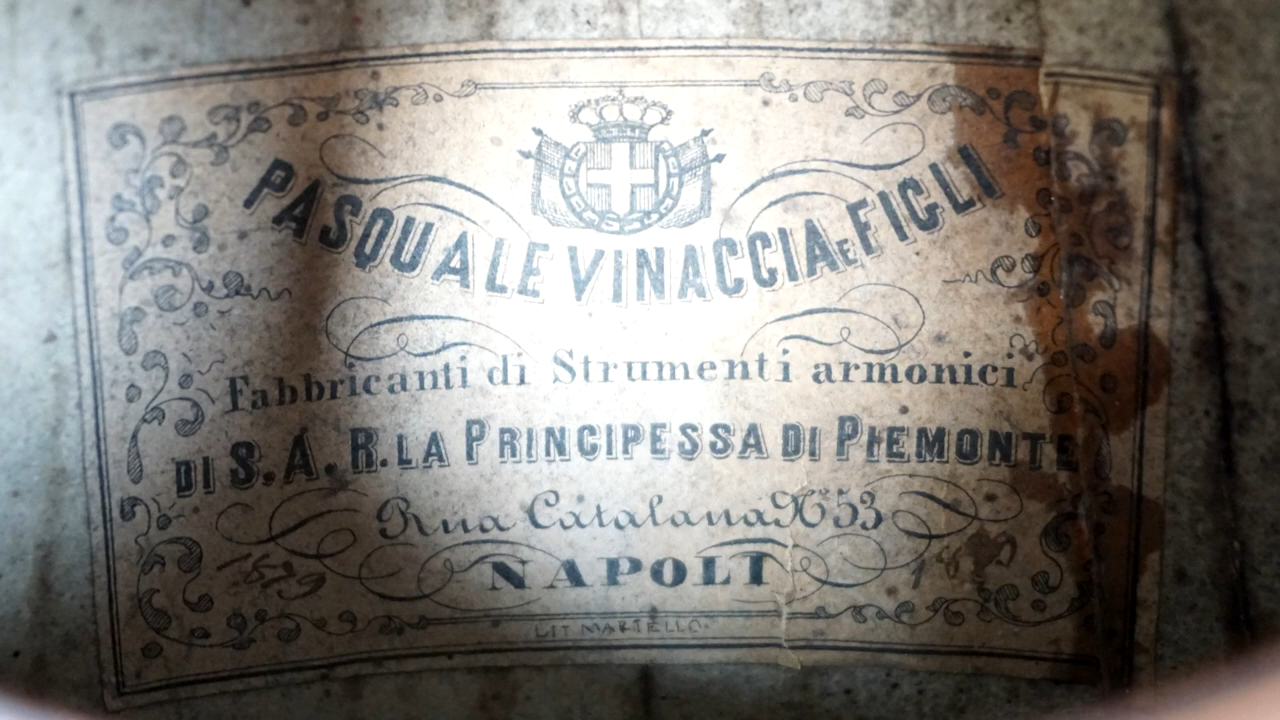 PASQUALE VINACCIA E FIGLI
Fabbricanti di Strumenti armonici
DI S. A. R. LA PRINCIPESSA DI PIEMONTE
Rua Catalana N° 53
NAPOLI
1879
LIT MARTELLO.